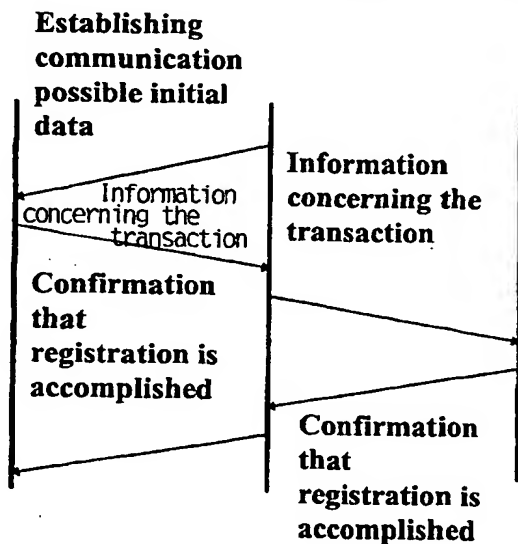 Establishing
communication
possible initial
data
Information
concerning the
transaction
Information
concerning the
transaction
Confirmation
that
registration is
accomplished
Confirmation
that
registration is
accomplished